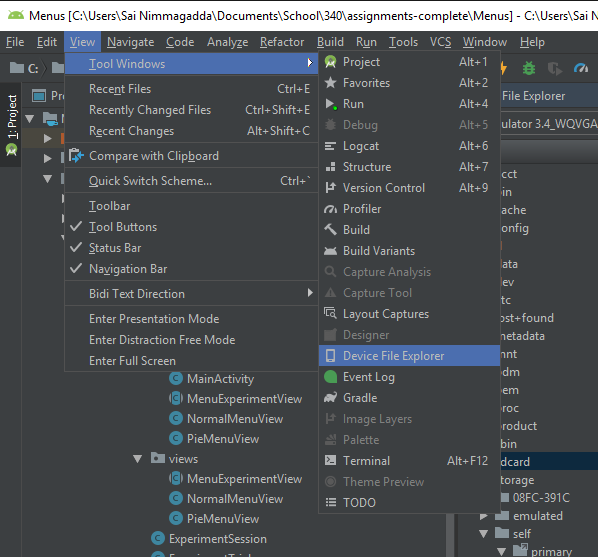 Menus [C:\Users\Sai Nimmagadda\Documents\School\340\assignments-complete\Menus] - C:\Users\Sai N
File Edit View Navigate Code Analyze Refactor Build Run Tools VCS Window Help
C:
1: Project
Tool Windows
Recent Files Ctrl+E
Recently Changed Files Ctrl+Shift+E
Recent Changes Alt+Shift+C
Compare with Clipboard
Quick Switch Scheme... Ctrl+`
Toolbar
Tool Buttons
Status Bar
Navigation Bar
Bidi Text Direction
Enter Presentation Mode
Enter Distraction Free Mode
Enter Full Screen
Project Alt+1
Favorites Alt+2
Run Alt+4
Debug Alt+5
Logcat Alt+6
Structure Alt+7
Version Control Alt+9
Profiler
Build
Build Variants
Capture Analysis
Capture Tool
Layout Captures
Designer
Device File Explorer
Event Log
Gradle
Image Layers
Palette
Terminal Alt+F12
Theme Preview
TODO
MainActivity
MenuExperimentView
NormalMenuView
PieMenuView
views
MenuExperimentView
NormalMenuView
PieMenuView
ExperimentSession
File Explorer
ulator 3.4_WQVGA
cct
bin
ache
onfig
d
data
dev
tc
ost+found
metadata
nnt
dm
proc
product
bin
dcard
torage
08FC-391C
emulated
self
primary